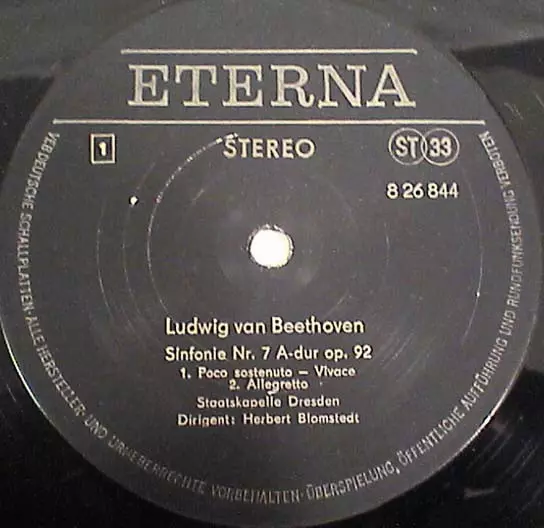 ETERNA
1 STEREO ST 33
8 26 844
Ludwig van Beethoven
Sinfonie Nr. 7 A-dur op. 92
1. Poco sostenuto – Vivace
2. Allegretto
Staatskapelle Dresden
Dirigent: Herbert Blomstedt
VEB DEUTSCHE SCHALLPLATTEN · ALLE HERSTELLER- UND URHEBERRECHTE VORBEHALTEN · ÜBERSPIELUNG, ÖFFENTLICHE AUFFÜHRUNG UND RUNDFUNKSENDUNG VERBOTEN